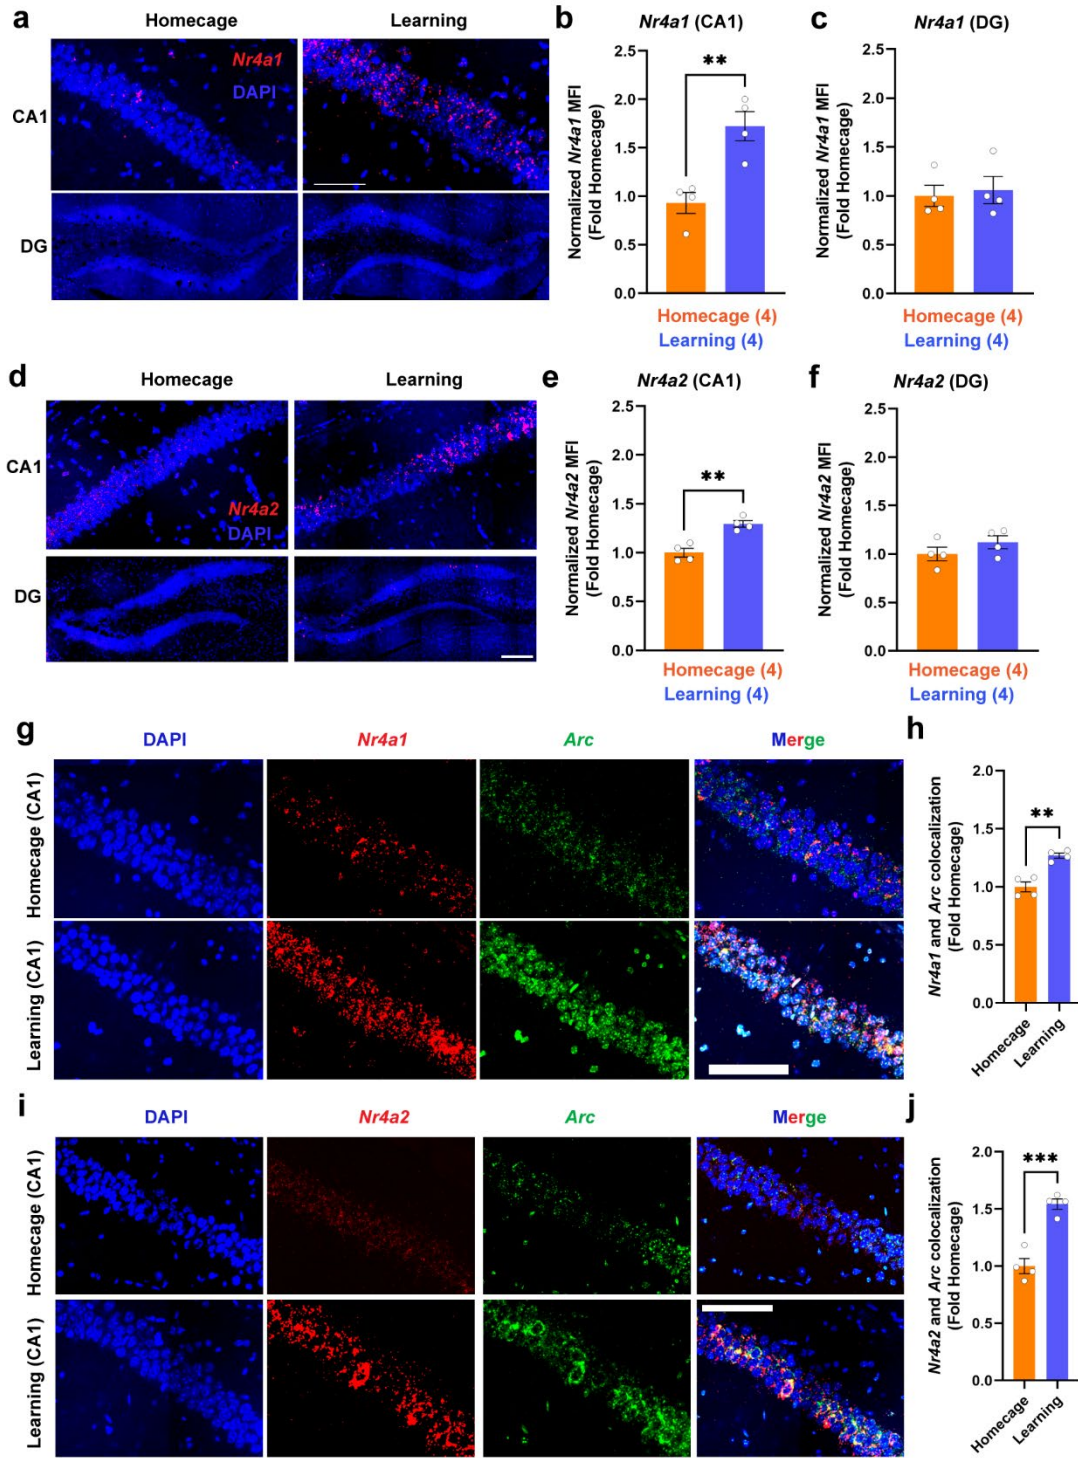 a
Homecage
Learning
CA1
Nr4a1
DAPI
DG
b
Nr4a1 (CA1)
Normalized Nr4a1 MFI
(Fold Homecage)
2.5
2.0
1.5
1.0
0.5
0.0
**
Homecage (4)
Learning (4)
c
Nr4a1 (DG)
Normalized Nr4a1 MFI
(Fold Homecage)
2.5
2.0
1.5
1.0
0.5
0.0
d
Homecage
Learning
CA1
Nr4a2
DAPI
DG
e
Nr4a2 (CA1)
Normalized Nr4a2 MFI
(Fold Homecage)
2.5
2.0
1.5
1.0
0.5
0.0
**
Homecage (4)
Learning (4)
f
Nr4a2 (DG)
Normalized Nr4a2 MFI
(Fold Homecage)
2.5
2.0
1.5
1.0
0.5
0.0
Homecage (4)
Learning (4)
g
DAPI
Nr4a1
Arc
Merge
Homecage (CA1)
Learning (CA1)
h
Nr4a1 and Arc colocalization
(Fold Homecage)
2.0
1.5
1.0
0.5
0.0
**
Homecage
Learning
i
DAPI
Nr4a2
Arc
Merge
Homecage (CA1)
Learning (CA1)
j
Nr4a2 and Arc colocalization
(Fold Homecage)
2.0
1.5
1.0
0.5
0.0
***
Homecage
Learning